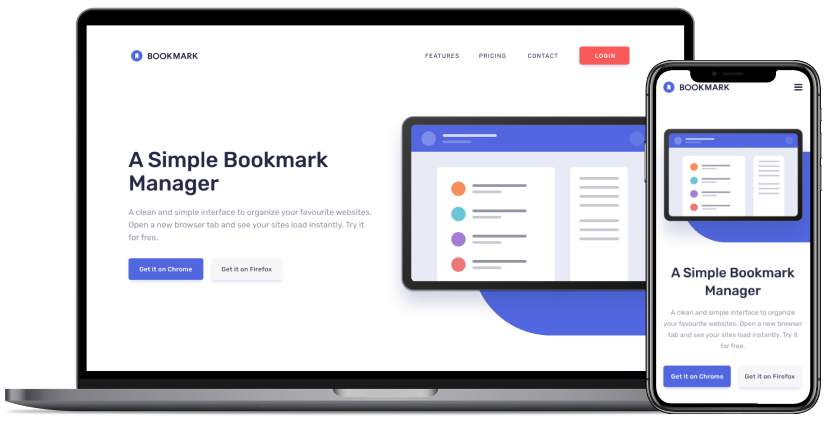 BOOKMARK
FEATURES PRICING CONTACT LOGIN
A Simple Bookmark
Manager
A clean and simple interface to organize your favourite websites.
Open a new browser tab and see your sites load instantly. Try it
for free.
Get it on Chrome Get it on Firefox
BOOKMARK
A Simple Bookmark
Manager
A clean and simple interface to organize
your favourite websites. Open a new browser
tab and see your sites load instantly. Try it
for free.
Get it on Chrome Get it on Firefox